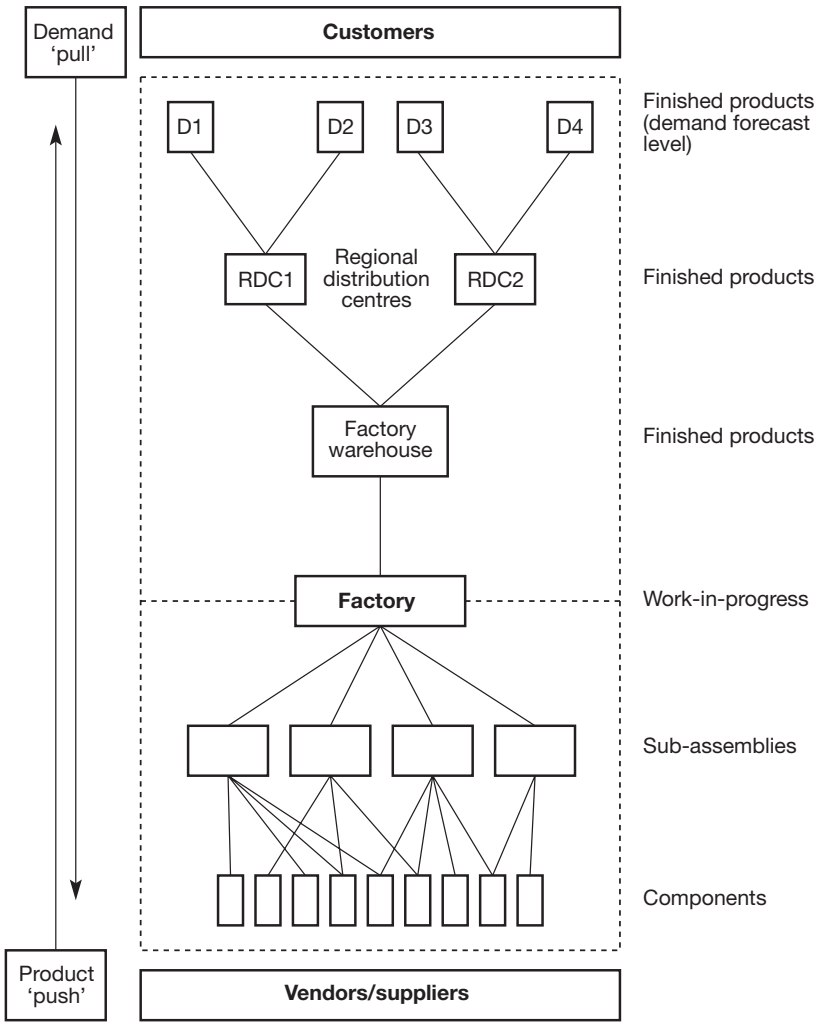 Demand
‘pull’
Customers
D1
D2
D3
D4
Finished products
(demand forecast
level)
RDC1
Regional
distribution
centres
RDC2
Finished products
Factory
warehouse
Finished products
Factory
Work-in-progress
Sub-assemblies
Components
Product
‘push’
Vendors/suppliers